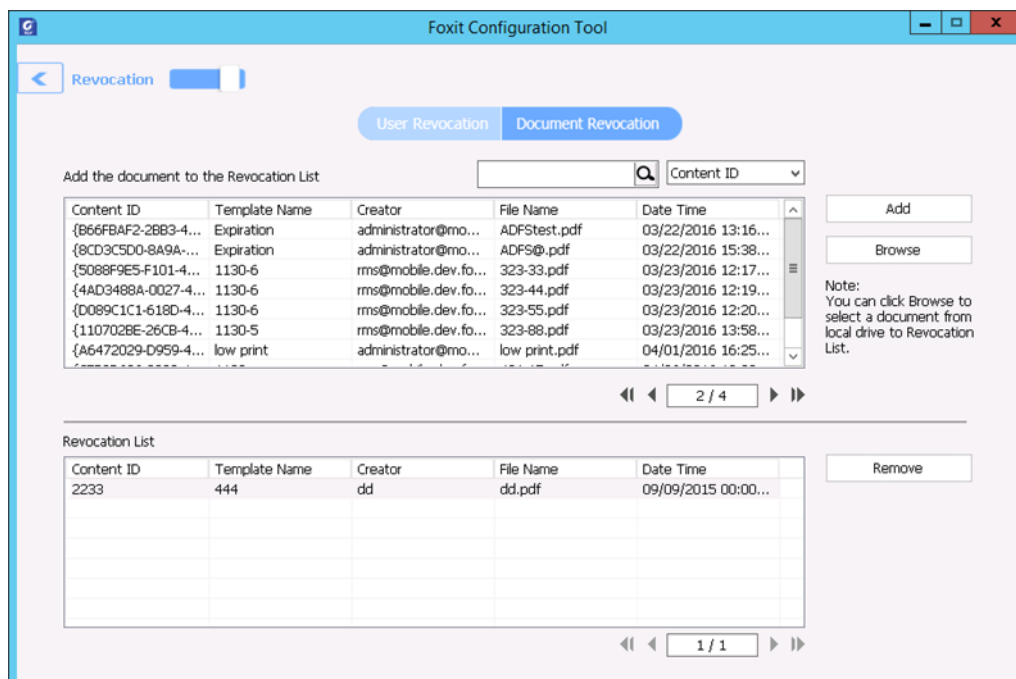 Foxit Configuration Tool
Revocation
User Revocation Document Revocation
Add the document to the Revocation List Content ID
Content ID Template Name Creator File Name Date Time
{B66FBAF2-2BB3-4... Expiration administrator@mo... ADFStest.pdf 03/22/2016 13:16...
{8CD3C5D0-8A9A-... Expiration administrator@mo... ADFS@.pdf 03/22/2016 15:38...
{5088F9E5-F101-4... 1130-6 rms@mobile.dev.fo... 323-33.pdf 03/23/2016 12:17...
{4AD3488A-0027-4... 1130-6 rms@mobile.dev.fo... 323-44.pdf 03/23/2016 12:19...
{D089C1C1-618D-4... 1130-6 rms@mobile.dev.fo... 323-55.pdf 03/23/2016 12:20...
{110702BE-26CB-4... 1130-5 rms@mobile.dev.fo... 323-88.pdf 03/23/2016 13:58...
{A6472029-D959-4... low print administrator@mo... low print.pdf 04/01/2016 16:25...
Add
Browse
Note:
You can click Browse to
select a document from
local drive to Revocation
List.
2 / 4
Revocation List
Content ID Template Name Creator File Name Date Time
2233 444 dd dd.pdf 09/09/2015 00:00...
Remove
1 / 1